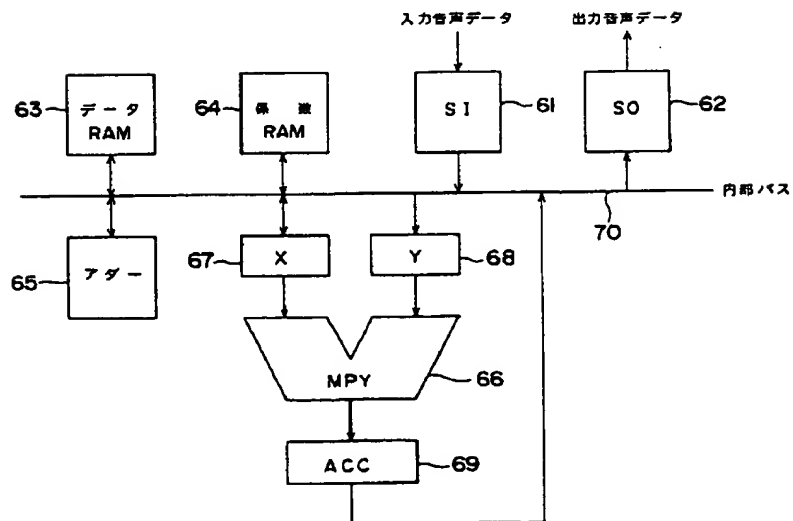 入力音声データ
出力音声データ
63
データ
RAM
64
係数
RAM
SI
61
SO
62
内部バス
70
65
アダー
67
X
Y
68
MPY
66
ACC
69